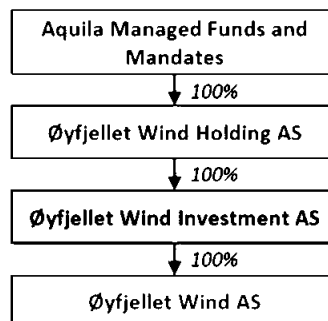 Aquila Managed Funds and
Mandates
100%
Øyfjellet Wind Holding AS
100%
Øyfjellet Wind Investment AS
100%
Øyfjellet Wind AS